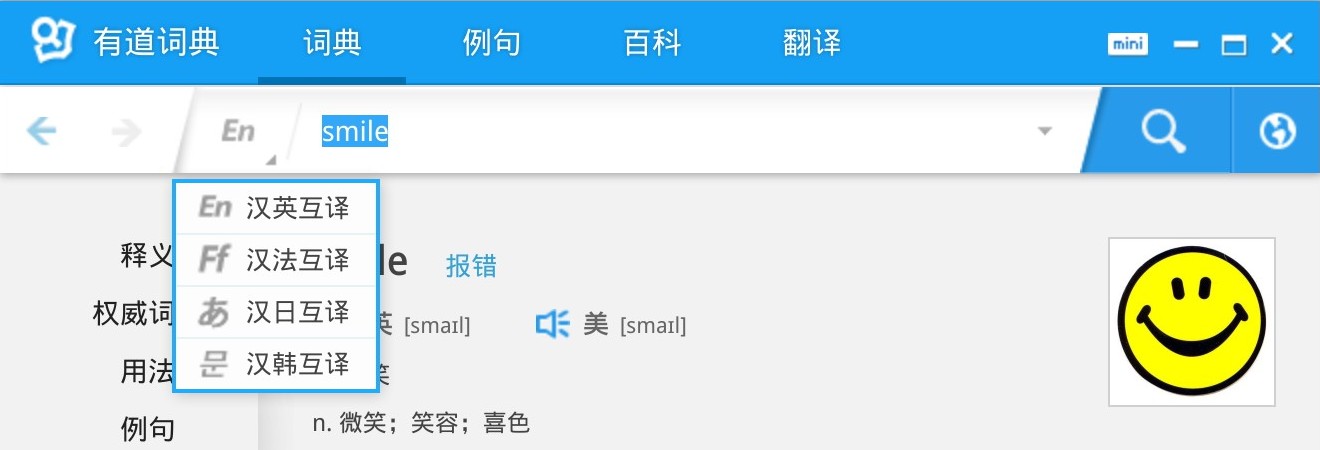 有道词典 词典 例句 百科 翻译 mini
En smile
En 汉英互译
Ff 汉法互译
あ 汉日互译
문 汉韩互译
释义
权威词
用法
例句
le 报错
英 [smaɪl] 美 [smaɪl]
笑
n. 微笑；笑容；喜色